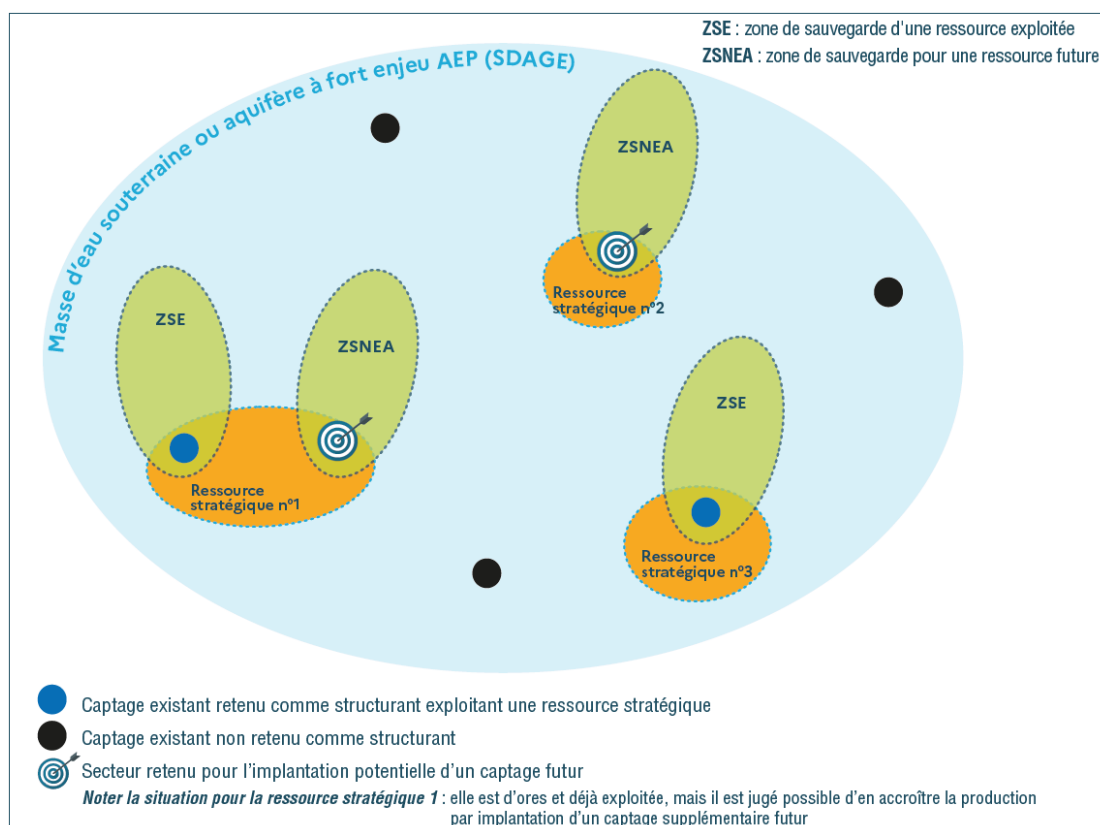 ZSE : zone de sauvegarde d'une ressource exploitée
ZSNEA : zone de sauvegarde pour une ressource future
Masse d'eau souterraine ou aquifère à fort enjeu AEP (SDAGE)
ZSNEA
Ressource
stratégique n°2
ZSE
ZSNEA
Ressource
stratégique n°1
ZSE
Ressource
stratégique n°3
Captage existant retenu comme structurant exploitant une ressource stratégique
Captage existant non retenu comme structurant
Secteur retenu pour l'implantation potentielle d'un captage futur
Noter la situation pour la ressource stratégique 1 : elle est d'ores et déjà exploitée, mais il est jugé possible d'en accroître la production
par implantation d'un captage supplémentaire futur